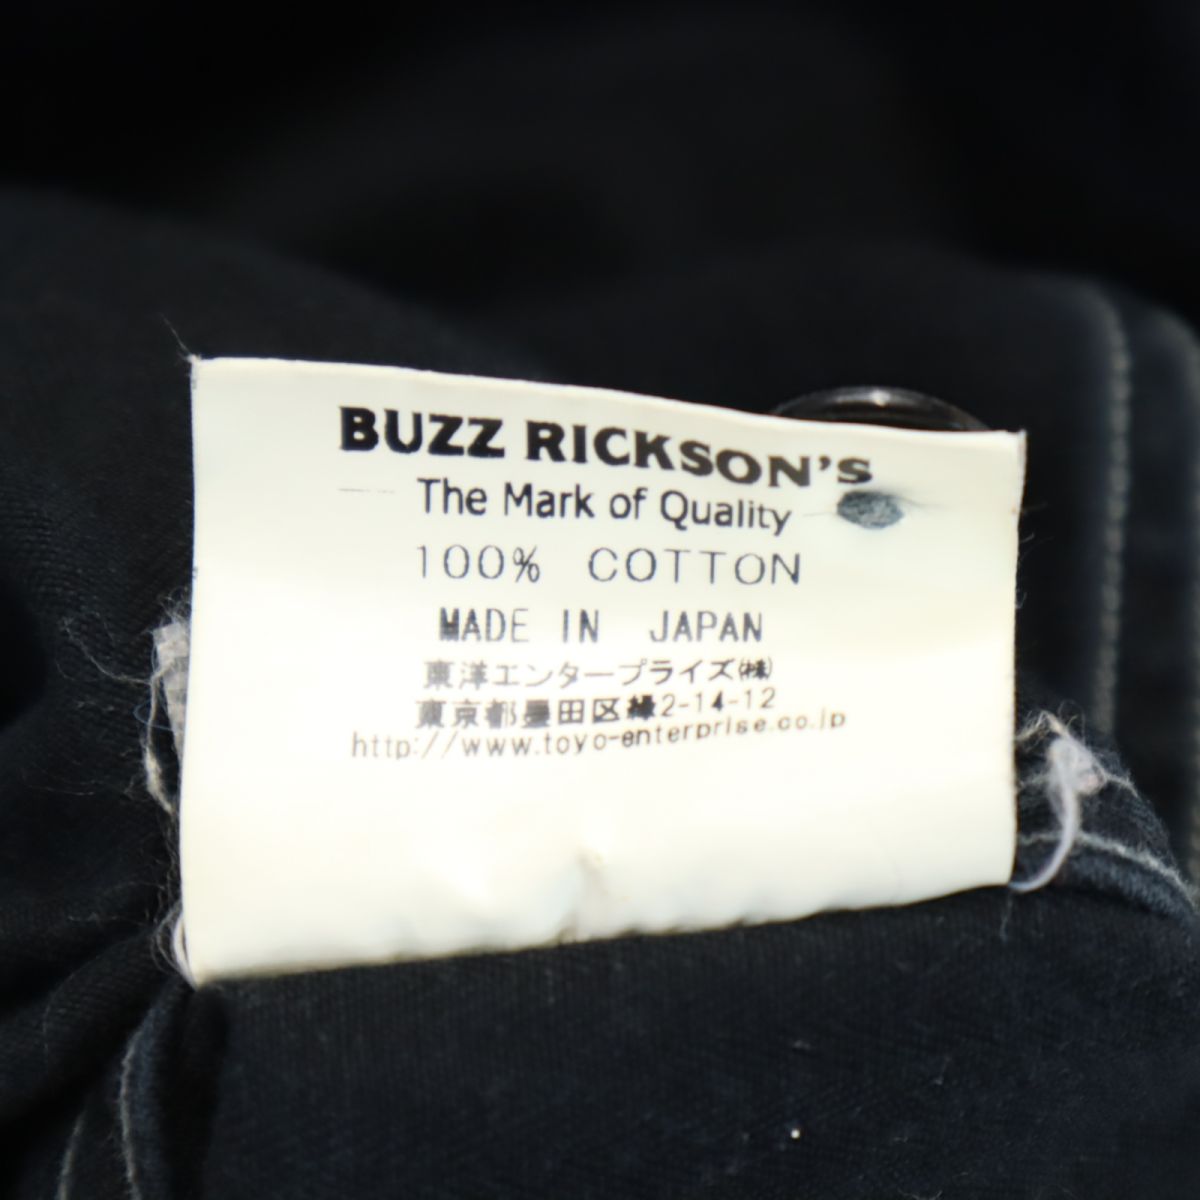 BUZZ RICKSON'S
The Mark of Quality
100% COTTON
MADE IN JAPAN
東洋エンタープライズ㈱
東京都墨田区緑2-14-12
http://www.toyo-enterprise.co.jp